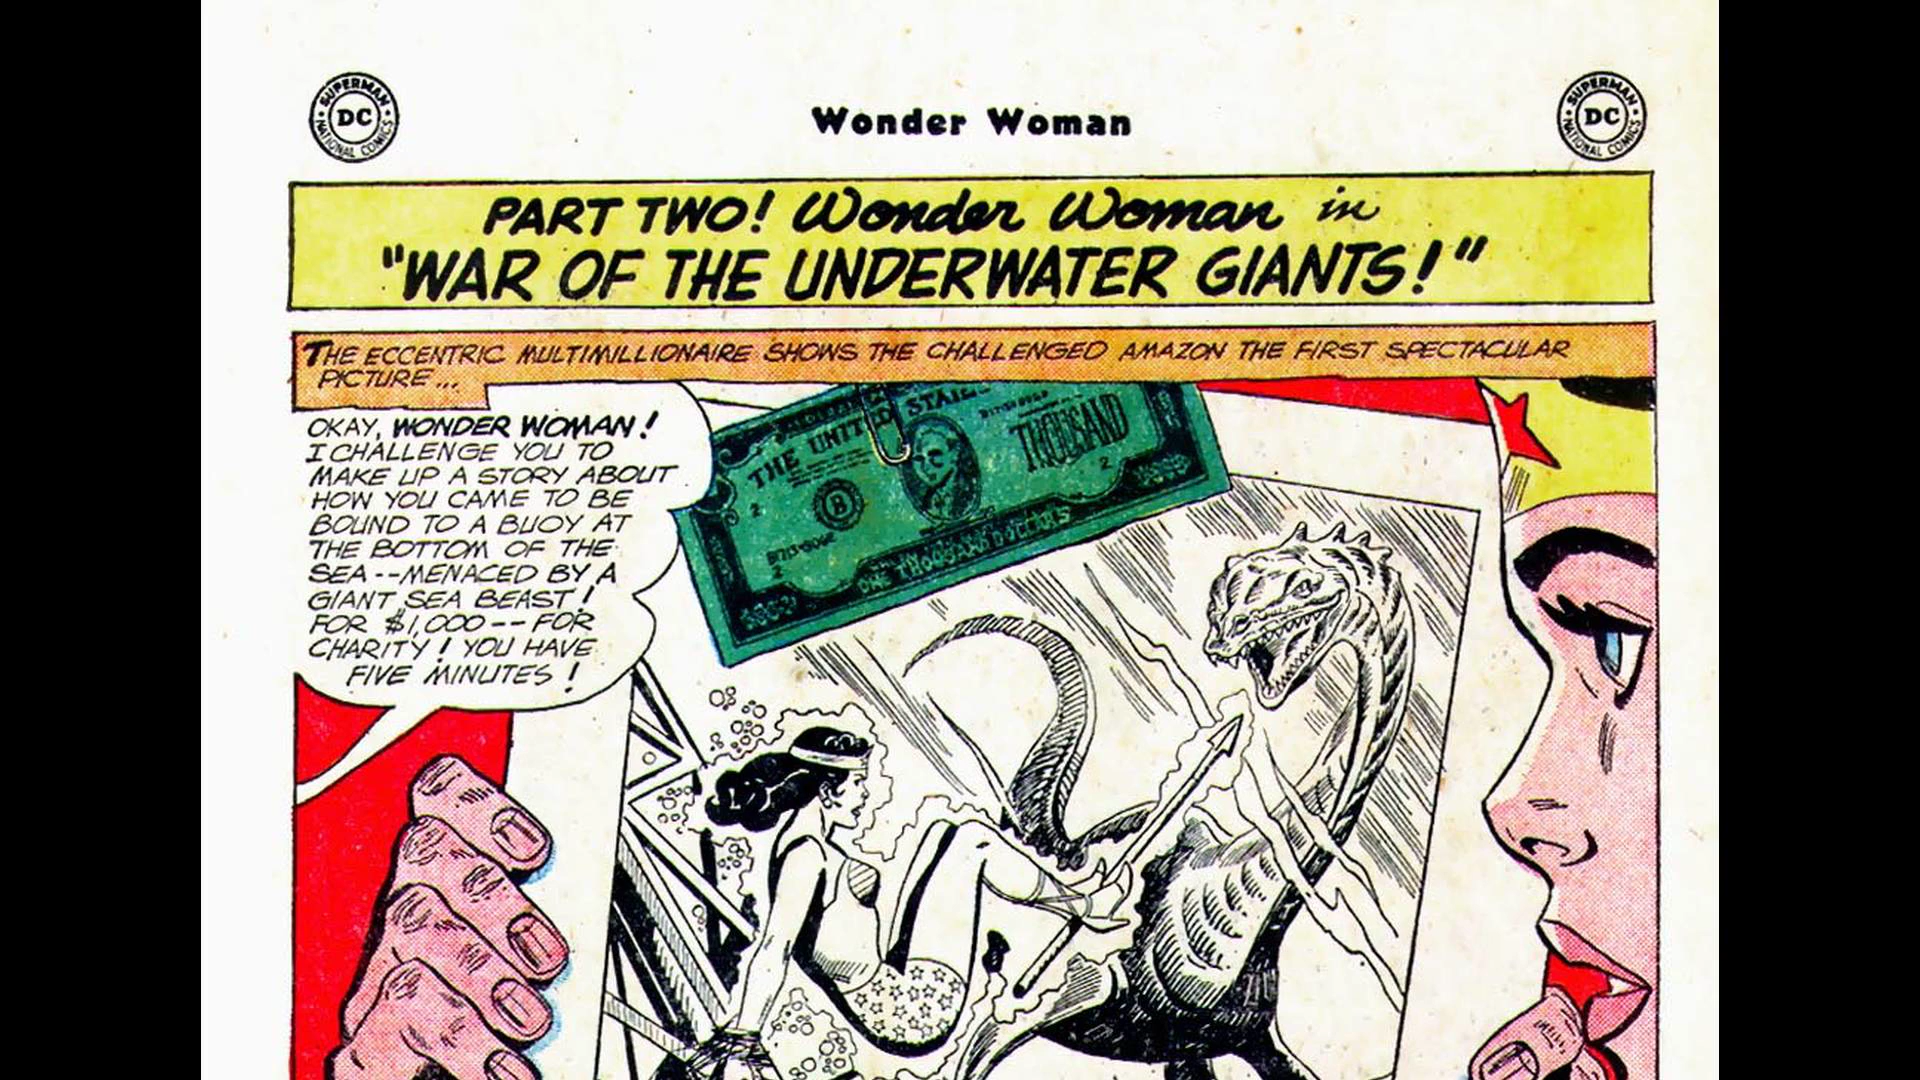 SUPERMAN
DC
NATIONAL COMICS
Wonder Woman
SUPERMAN
DC
NATIONAL COMICS
PART TWO! Wonder Woman in
"WAR OF THE UNDERWATER GIANTS!"
THE ECCENTRIC MULTIMILLIONAIRE SHOWS THE CHALLENGED AMAZON THE FIRST SPECTACULAR
PICTURE...
OKAY, WONDER WOMAN!
I CHALLENGE YOU TO
MAKE UP A STORY ABOUT
HOW YOU CAME TO BE
BOUND TO A BUOY AT
THE BOTTOM OF THE
SEA--MENACED BY A
GIANT SEA BEAST!
FOR $1,000--FOR
CHARITY! YOU HAVE
FIVE MINUTES!
THE UNITED STATES
THOUSAND
2
B
2
ONE THOUSAND DOLLARS